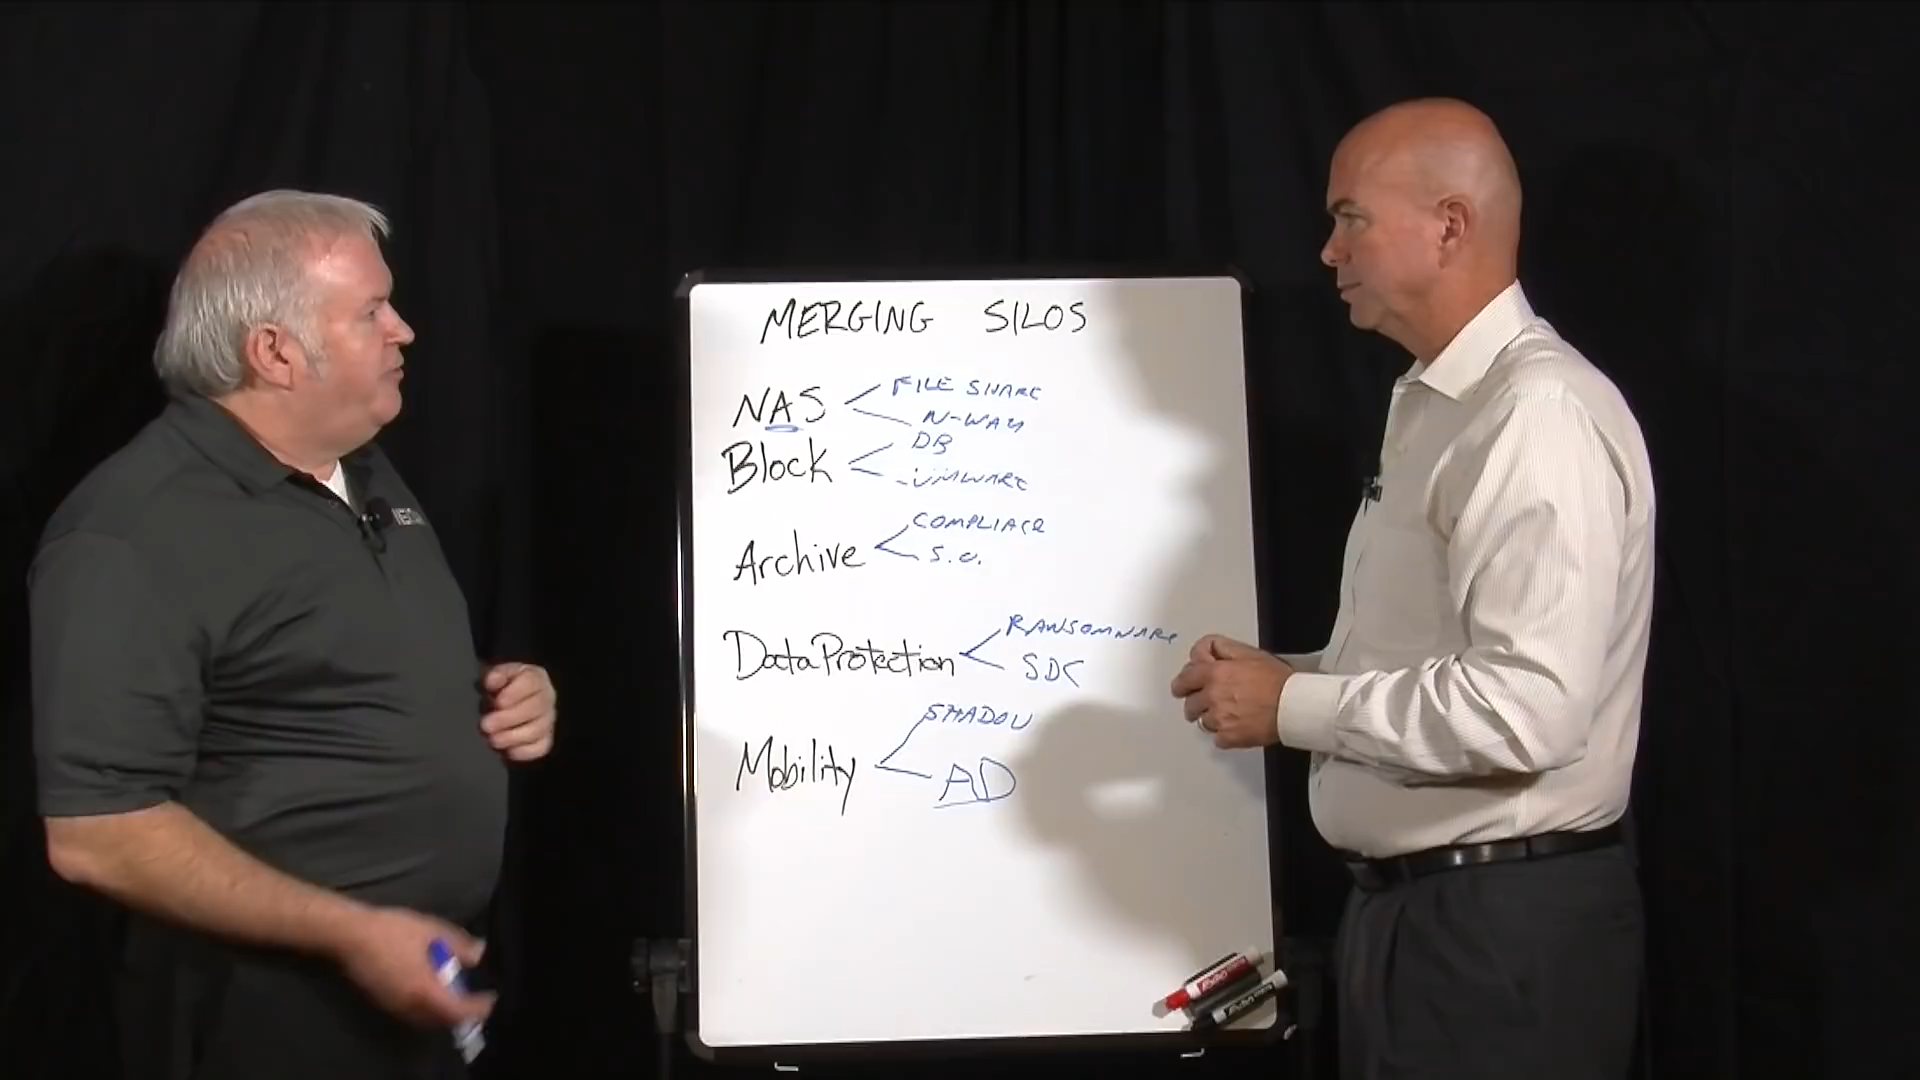 MERGING SILOS
NAS
FILE SHARE
N-WAY
Block
DB
VMWARE
Archive
COMPLIACE
S.O.
Data Protection
RANSOMWARE
SDC
Mobility
SHADOW
AD